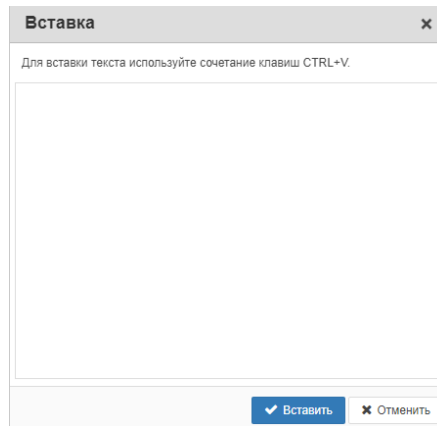 Вставка
Для вставки текста используйте сочетание клавиш CTRL+V.
Вставить Отменить